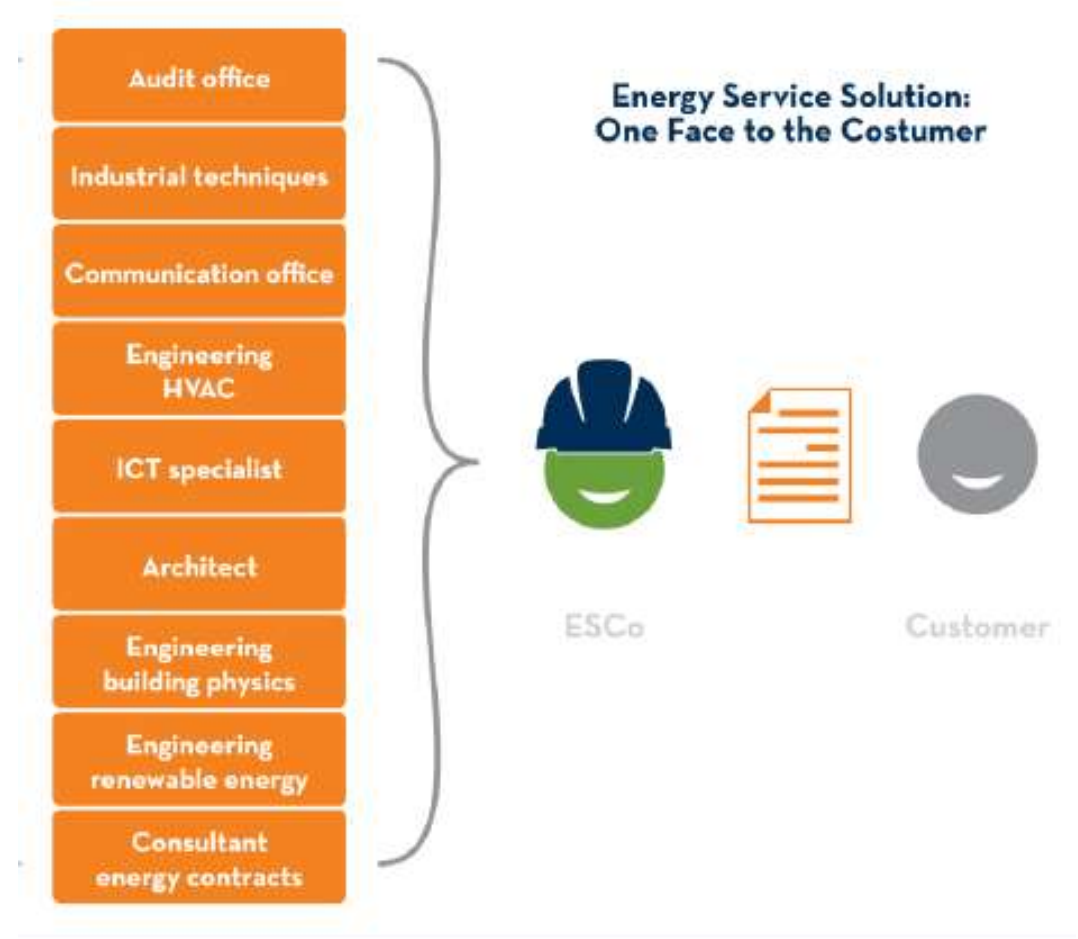 Audit office
Industrial techniques
Communication office
Engineering
HVAC
ICT specialist
Architect
Engineering
building physics
Engineering
renewable energy
Consultant
energy contracts
Energy Service Solution:
One Face to the Costumer
ESCo
Customer